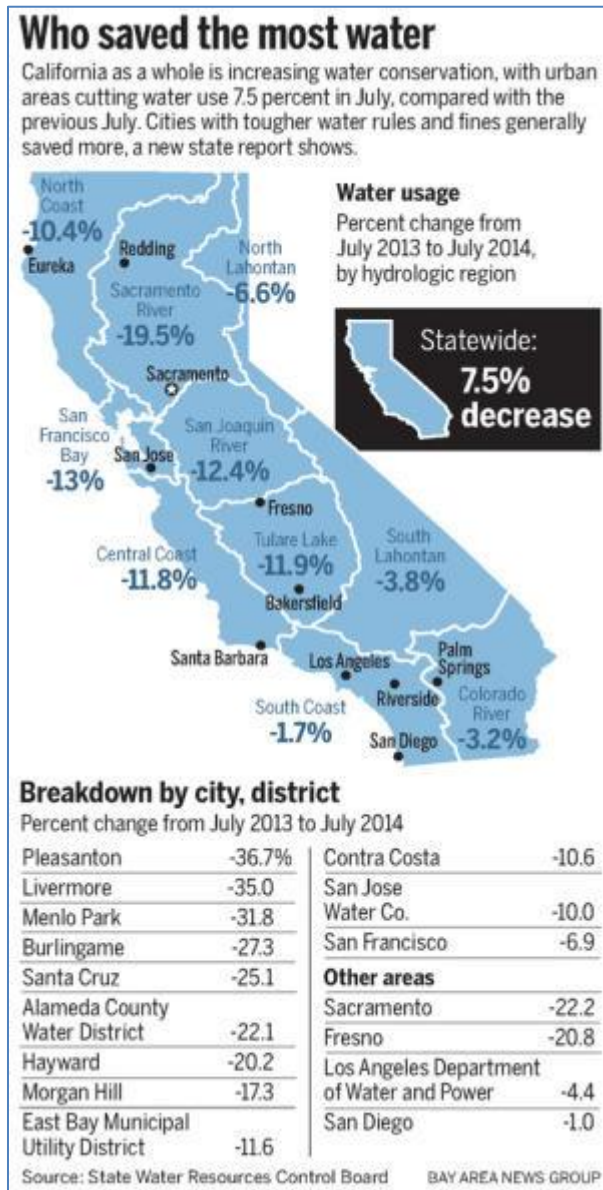 Who saved the most water
California as a whole is increasing water conservation, with urban
areas cutting water use 7.5 percent in July, compared with the
previous July. Cities with tougher water rules and fines generally
saved more, a new state report shows.
Water usage
Percent change from
July 2013 to July 2014,
by hydrologic region
Statewide:
7.5%
decrease
North
Coast
-10.4%
Eureka
Redding
North
Lahontan
-6.6%
Sacramento
River
-19.5%
Sacramento
San
Francisco
Bay
-13%
San Jose
San Joaquin
River
-12.4%
Fresno
Central Coast
-11.8%
Tulare Lake
-11.9%
Bakersfield
South
Lahontan
-3.8%
Santa Barbara
Los Angeles
Palm
Springs
Riverside
Colorado
River
-3.2%
South Coast
-1.7%
San Diego
Breakdown by city, district
Percent change from July 2013 to July 2014
Pleasanton -36.7%
Livermore -35.0
Menlo Park -31.8
Burlingame -27.3
Santa Cruz -25.1
Alameda County
Water District -22.1
Hayward -20.2
Morgan Hill -17.3
East Bay Municipal
Utility District -11.6
Contra Costa -10.6
San Jose
Water Co. -10.0
San Francisco -6.9
Other areas
Sacramento -22.2
Fresno -20.8
Los Angeles Department
of Water and Power -4.4
San Diego -1.0
Source: State Water Resources Control Board BAY AREA NEWS GROUP